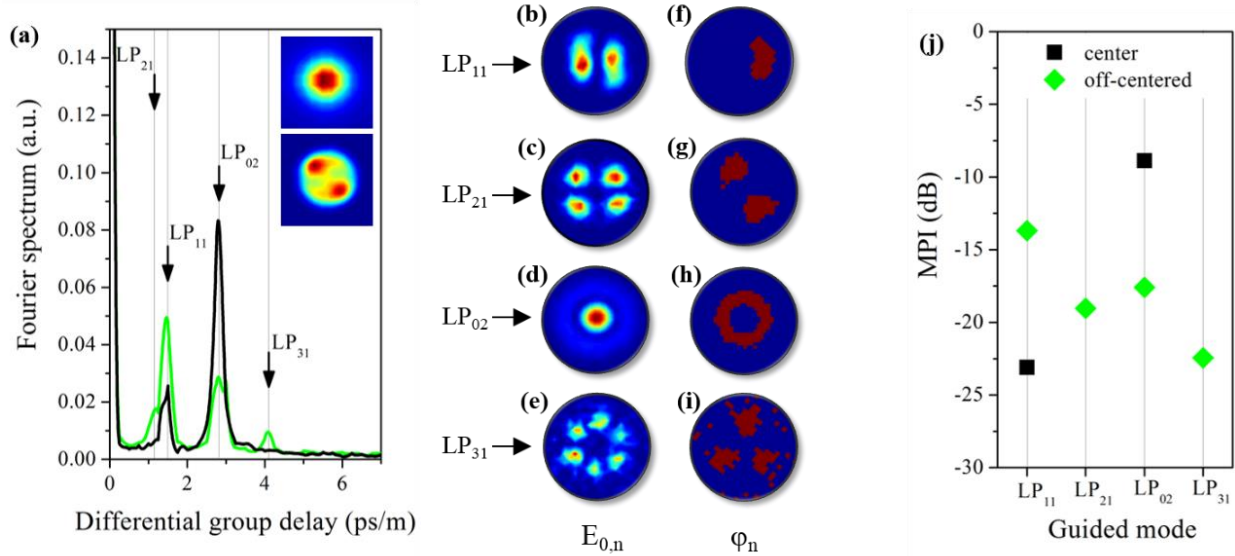 (a)
LP21
LP02
LP11
LP31
Fourier spectrum (a.u.)
0.14
0.12
0.10
0.08
0.06
0.04
0.02
0.00
0 2 4 6
Differential group delay (ps/m)
(b) (f)
LP11
(c) (g)
LP21
(d) (h)
LP02
(e) (i)
LP31
E0,n φn
(j)
center
off-centered
MPI (dB)
0
-5
-10
-15
-20
-25
-30
LP11 LP21 LP02 LP31
Guided mode